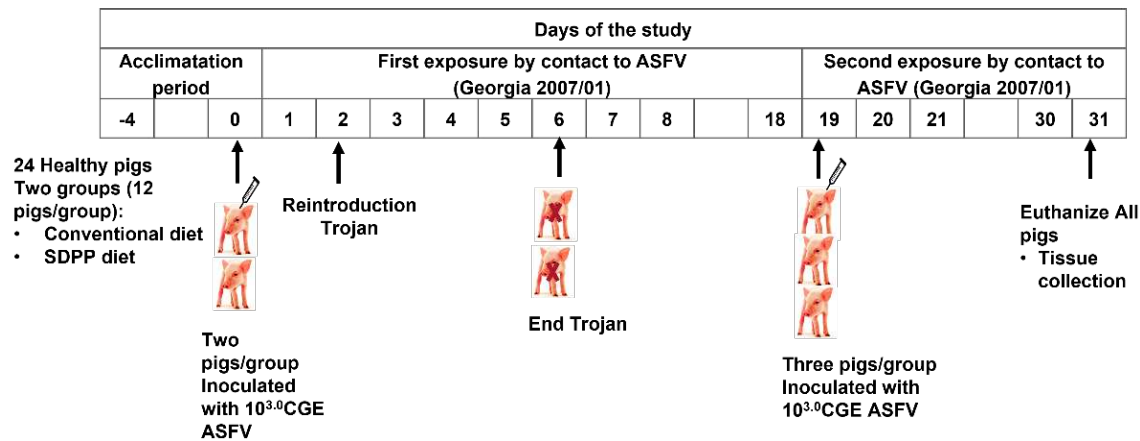 Days of the study
Acclimatation
period
First exposure by contact to ASFV
(Georgia 2007/01)
Second exposure by contact to
ASFV (Georgia 2007/01)
-4 0 1 2 3 4 5 6 7 8 18 19 20 21 30 31
24 Healthy pigs
Two groups (12
pigs/group):
• Conventional diet
• SDPP diet
Two
pigs/group
Inoculated
with 10³·⁰CGE
ASFV
Reintroduction
Trojan
End Trojan
Three pigs/group
Inoculated with
10³·⁰CGE ASFV
Euthanize All
pigs
• Tissue
collection